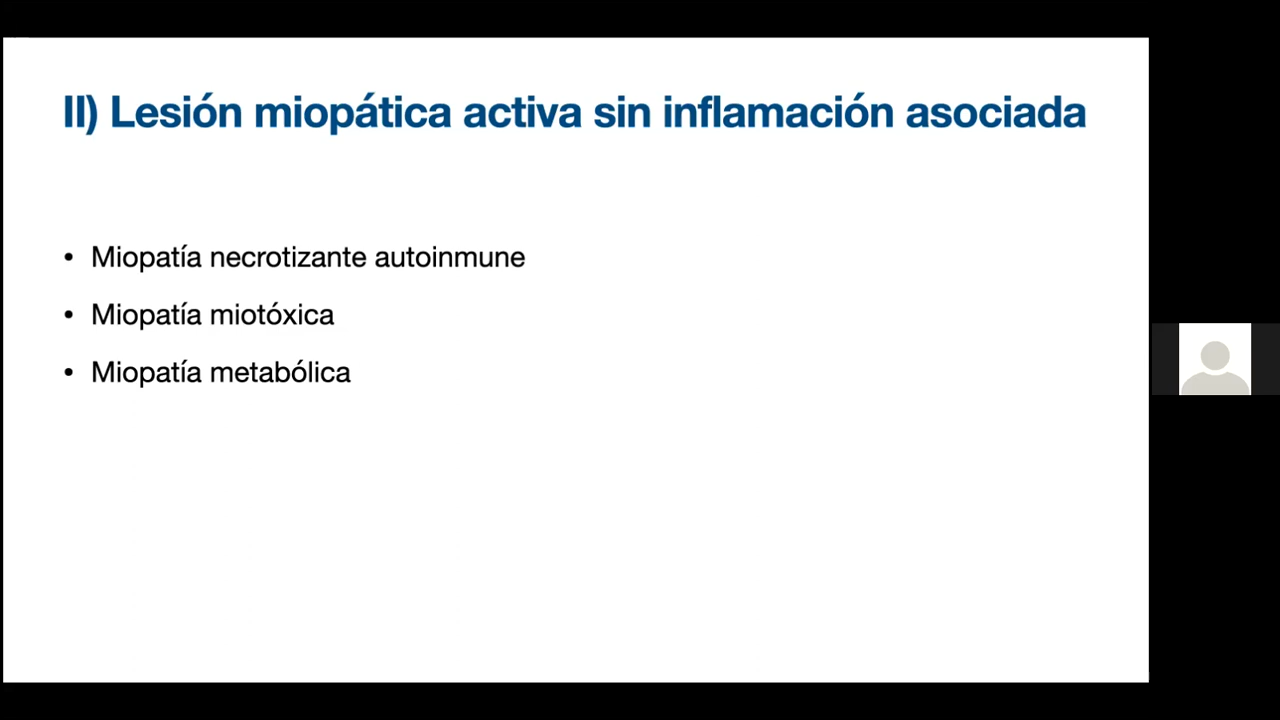 II) Lesión miopática activa sin inflamación asociada
• Miopatía necrotizante autoinmune
• Miopatía miotóxica
• Miopatía metabólica